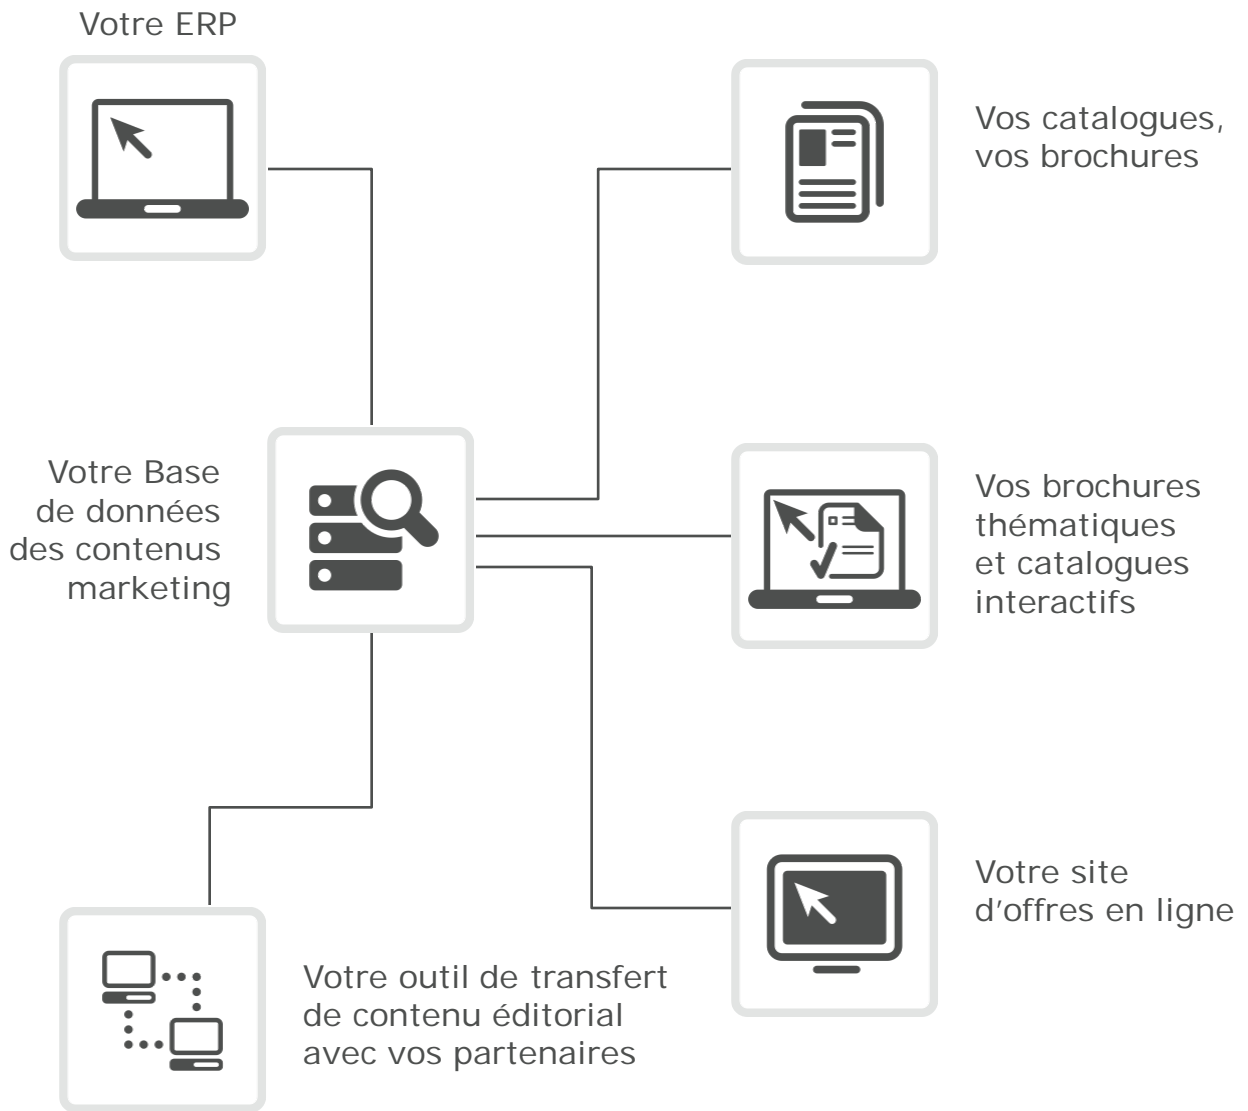 Votre ERP
Vos catalogues,
vos brochures
Votre Base
de données
des contenus
marketing
Vos brochures
thématiques
et catalogues
interactifs
Votre site
d’offres en ligne
Votre outil de transfert
de contenu éditorial
avec vos partenaires